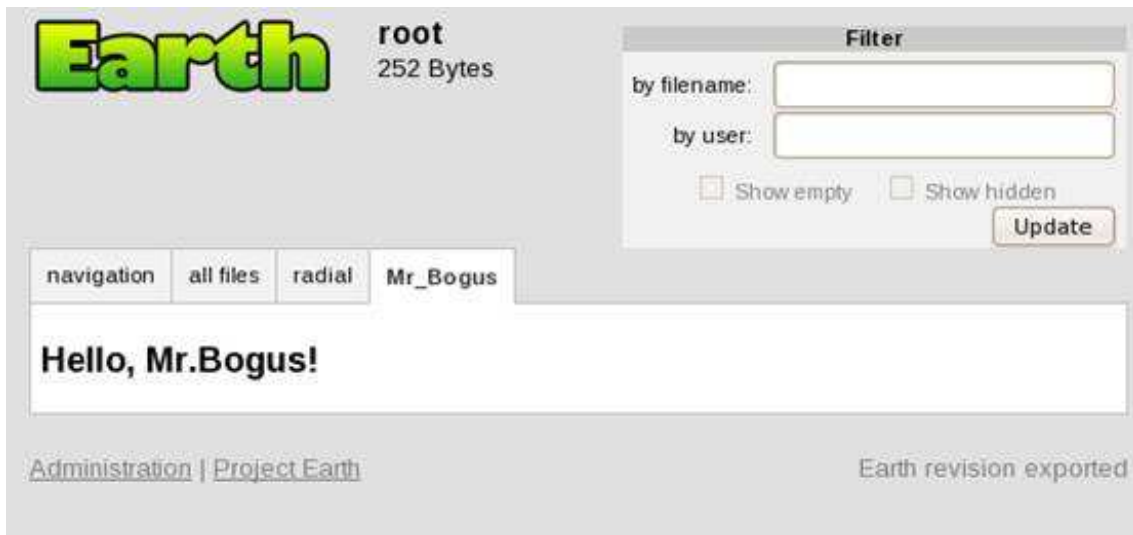 Earth
root
252 Bytes
Filter
by filename:
by user:
Show empty Show hidden
Update
navigation all files radial Mr_Bogus
Hello, Mr.Bogus!
Administration | Project Earth
Earth revision exported